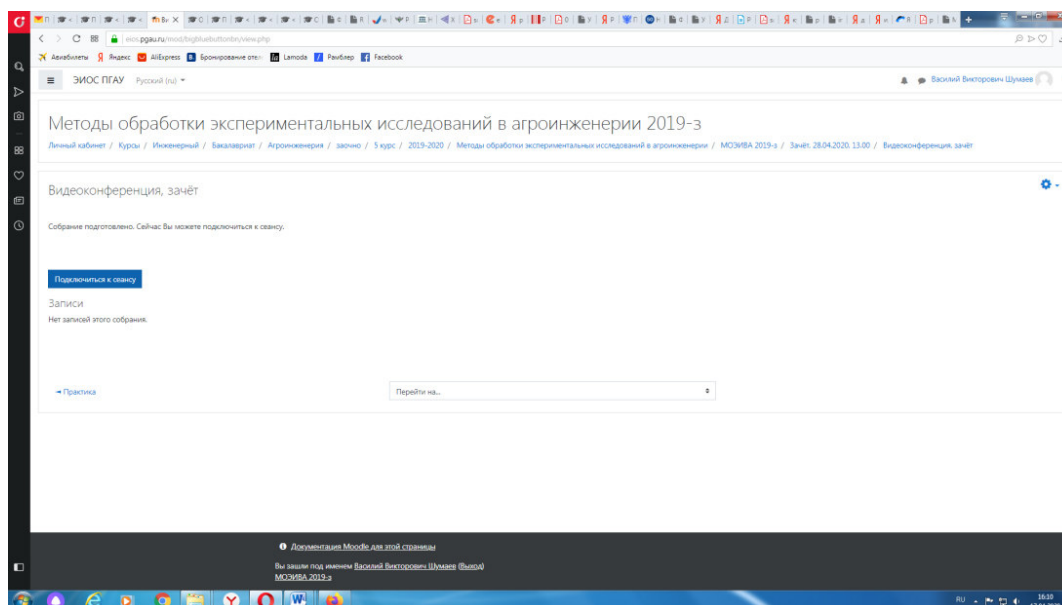 eios.pgau.ru/mod/bigbluebuttonbn/view.php
Авиабилеты Яндекс AliExpress Бронирование отел Lamoda Рамблер Facebook
ЭИОС ПГАУ Русский (ru)
Василий Викторович Шумаев
Методы обработки экспериментальных исследований в агроинженерии 2019-з
Личный кабинет / Курсы / Инженерный / Бакалавриат / Агроинженерия / заочно / 5 курс / 2019-2020 / Методы обработки экспериментальных исследований в агроинженерии / МОЭИВА 2019-з / Зачёт. 28.04.2020. 13.00 / Видеоконференция, зачёт
Видеоконференция, зачёт
Собрание подготовлено. Сейчас Вы можете подключиться к сеансу.
Подключиться к сеансу
Записи
Нет записей этого собрания.
Практика
Перейти на...
Документация Moodle для этой страницы
Вы зашли под именем Василий Викторович Шумаев (Выход)
МОЭИВА 2019-з
RU 16:10